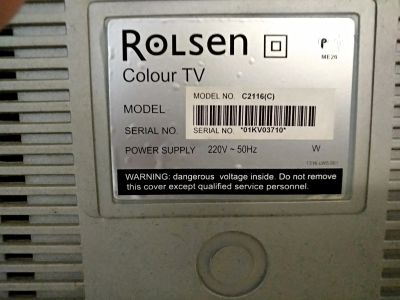 ROLSEN
P
ME26
Colour TV
MODEL
MODEL NO. C2116(C)
SERIAL NO.
SERIAL NO. *01KV03710*
POWER SUPPLY 220V ~ 50Hz W
WARNING: dangerous voltage inside. Do not remove
this cover except qualified service personnel.